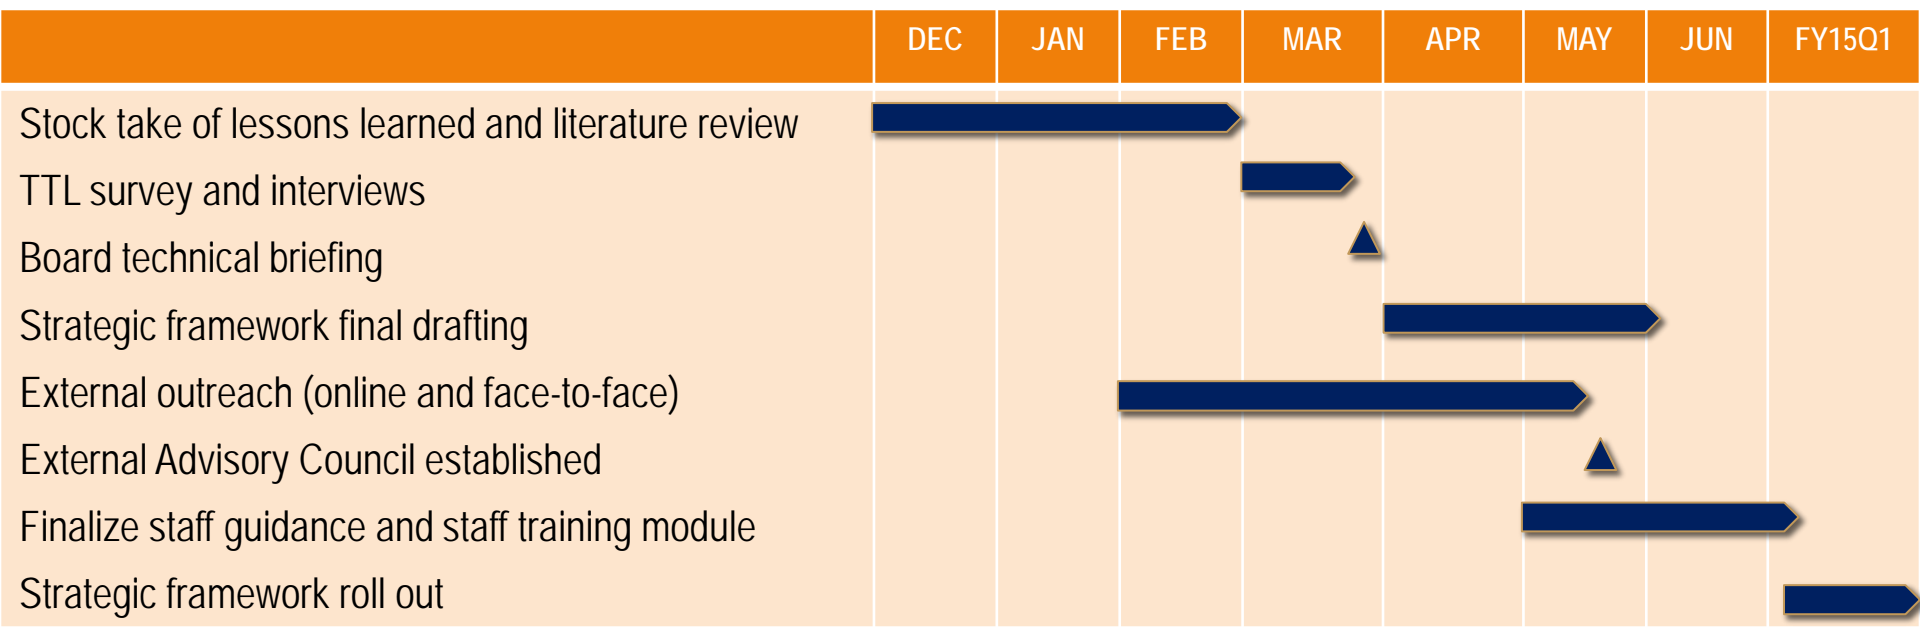 DEC JAN FEB MAR APR MAY JUN FY15Q1
Stock take of lessons learned and literature review
TTL survey and interviews
Board technical briefing
Strategic framework final drafting
External outreach (online and face-to-face)
External Advisory Council established
Finalize staff guidance and staff training module
Strategic framework roll out